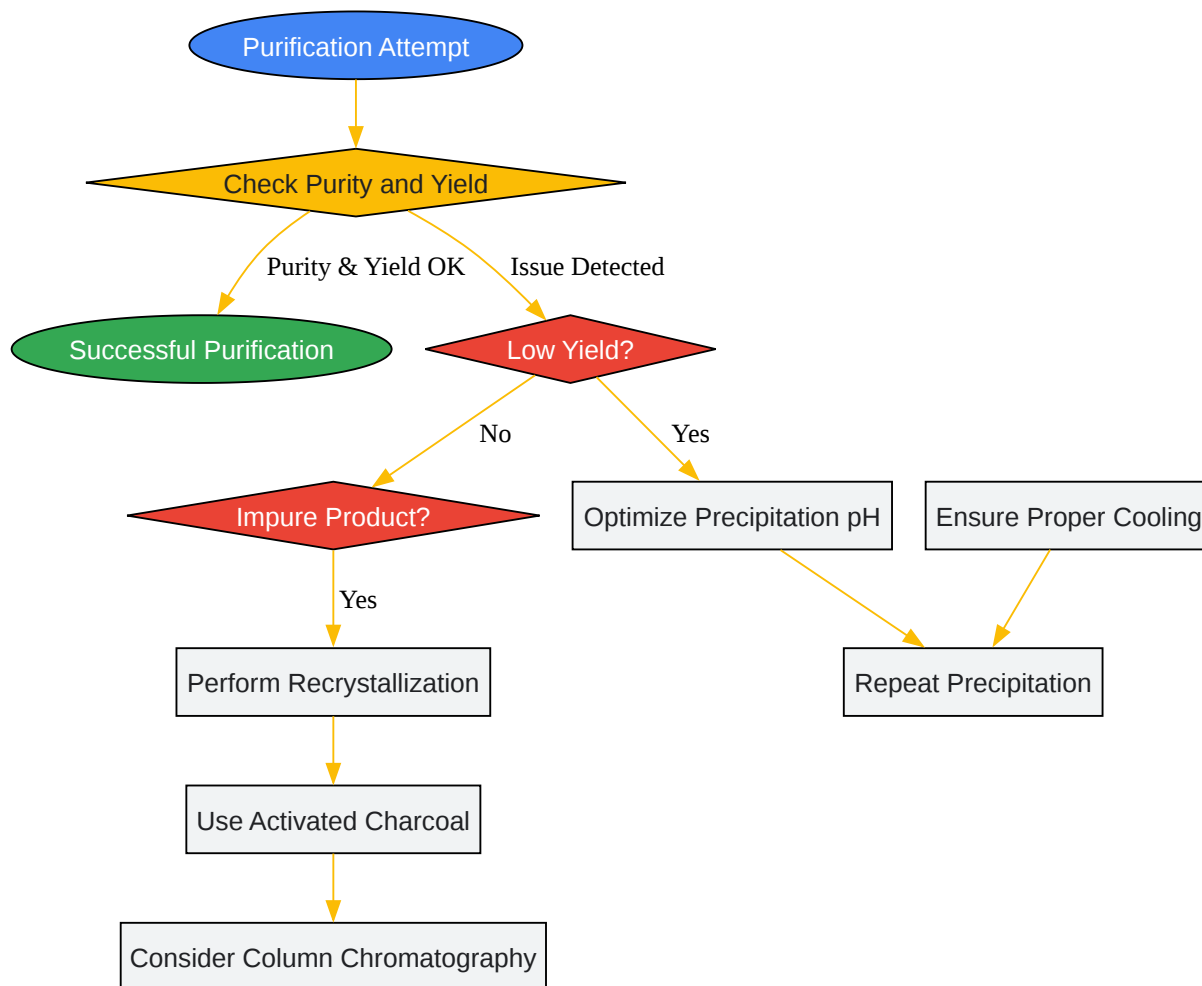 Purification Attempt
Check Purity and Yield
Purity & Yield OK
Issue Detected
Successful Purification
Low Yield?
No
Yes
Impure Product?
Optimize Precipitation pH
Ensure Proper Cooling
Yes
Perform Recrystallization
Repeat Precipitation
Use Activated Charcoal
Consider Column Chromatography